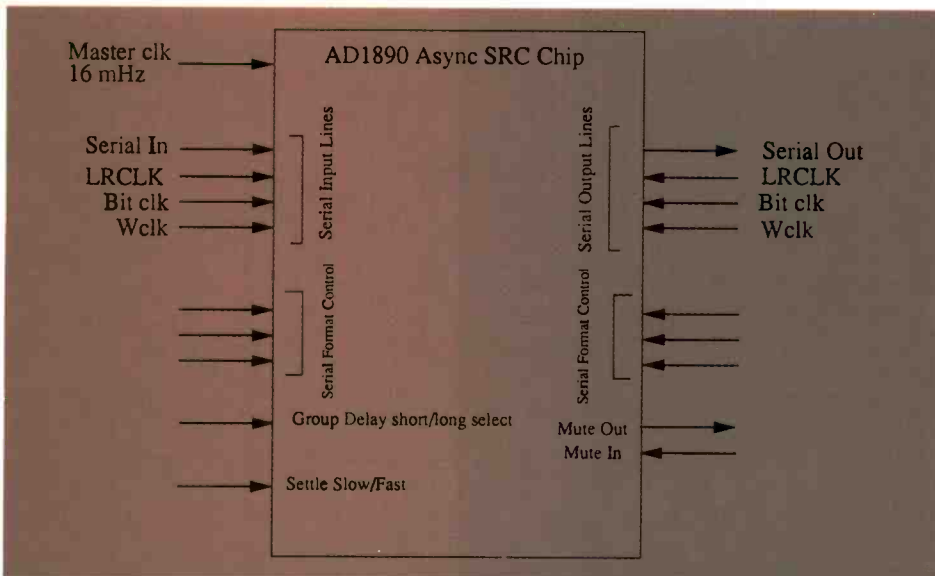 AD1890 Async SRC Chip
Master clk
16 mHz
Serial In
LRCLK
Bit clk
Wclk
Serial Input Lines
Serial Format Control
Group Delay short/long select
Settle Slow/Fast
Serial Output Lines
Serial Out
LRCLK
Bit clk
Wclk
Serial Format Control
Mute Out
Mute In